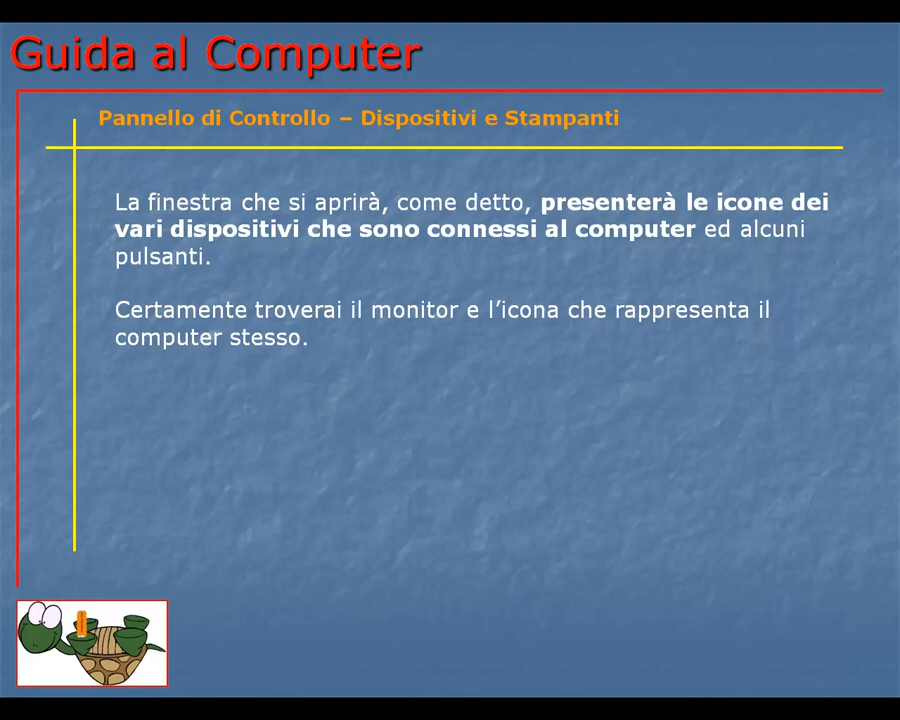 Guida al Computer
Pannello di Controllo – Dispositivi e Stampanti
La finestra che si aprirà, come detto, presenterà le icone dei
vari dispositivi che sono connessi al computer ed alcuni
pulsanti.
Certamente troverai il monitor e l’icona che rappresenta il
computer stesso.